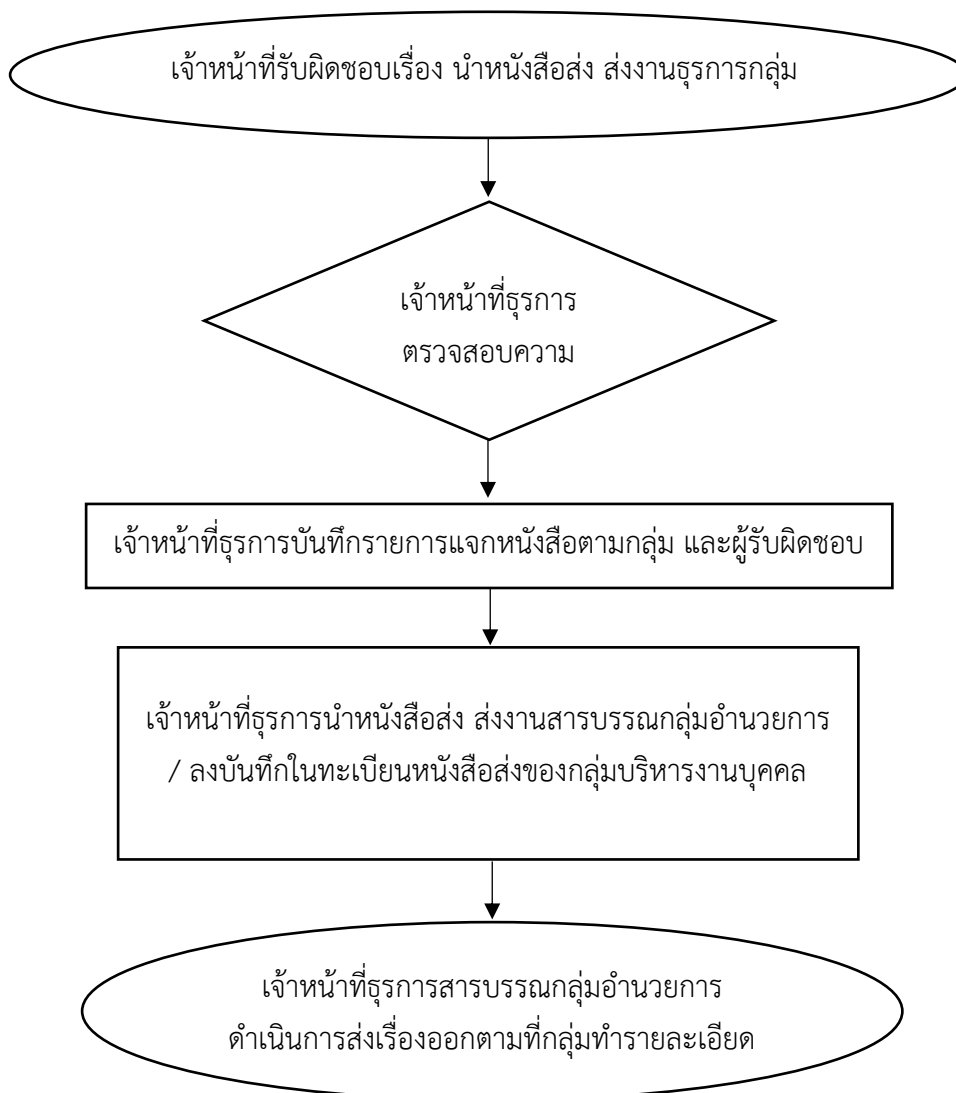 เจ้าหน้าที่รับผิดชอบเรื่อง นำหนังสือส่ง ส่งงานธุรการกลุ่ม
เจ้าหน้าที่ธุรการ
ตรวจสอบความ
เจ้าหน้าที่ธุรการบันทึกรายการแจกหนังสือตามกลุ่ม และผู้รับผิดชอบ
เจ้าหน้าที่ธุรการนำหนังสือส่ง ส่งงานสารบรรณกลุ่มอำนวยการ
/ ลงบันทึกในทะเบียนหนังสือส่งของกลุ่มบริหารงานบุคคล
เจ้าหน้าที่ธุรการสารบรรณกลุ่มอำนวยการ
ดำเนินการส่งเรื่องออกตามที่กลุ่มทำรายละเอียด